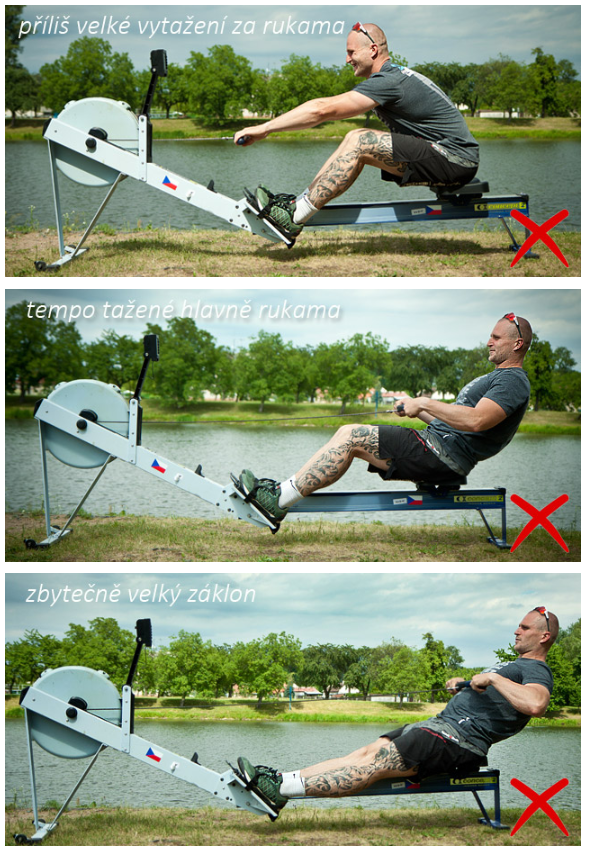 příliš velké vytažení za rukama
tempo tažené hlavně rukama
zbytečně velký záklon